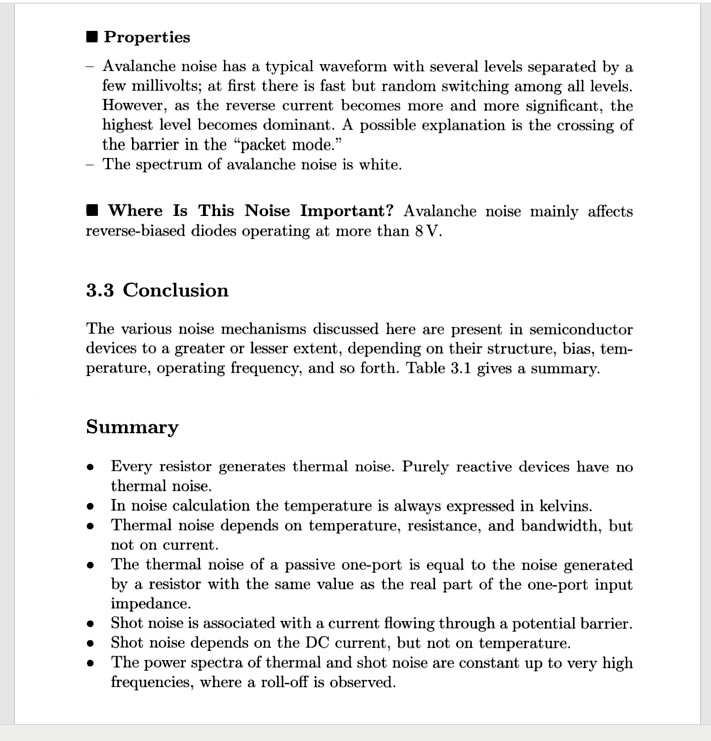 ■ Properties
– Avalanche noise has a typical waveform with several levels separated by a
few millivolts; at first there is fast but random switching among all levels.
However, as the reverse current becomes more and more significant, the
highest level becomes dominant. A possible explanation is the crossing of
the barrier in the “packet mode.”
– The spectrum of avalanche noise is white.
■ Where Is This Noise Important? Avalanche noise mainly affects
reverse-biased diodes operating at more than 8 V.
3.3 Conclusion
The various noise mechanisms discussed here are present in semiconductor
devices to a greater or lesser extent, depending on their structure, bias, tem-
perature, operating frequency, and so forth. Table 3.1 gives a summary.
Summary
• Every resistor generates thermal noise. Purely reactive devices have no
thermal noise.
• In noise calculation the temperature is always expressed in kelvins.
• Thermal noise depends on temperature, resistance, and bandwidth, but
not on current.
• The thermal noise of a passive one-port is equal to the noise generated
by a resistor with the same value as the real part of the one-port input
impedance.
• Shot noise is associated with a current flowing through a potential barrier.
• Shot noise depends on the DC current, but not on temperature.
• The power spectra of thermal and shot noise are constant up to very high
frequencies, where a roll-off is observed.